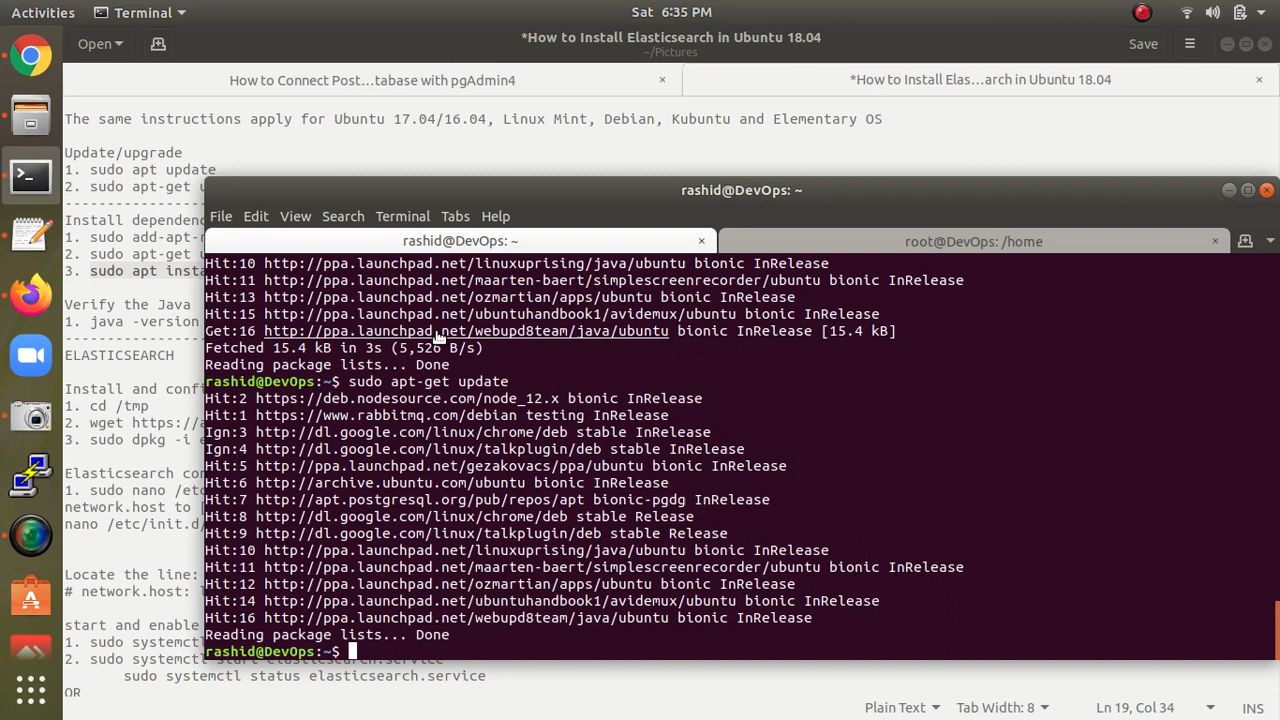 Activities
Terminal
Sat 6:35 PM
Open
*How to Install Elasticsearch in Ubuntu 18.04
~/Pictures
Save
How to Connect Post…tabase with pgAdmin4 ×
*How to Install Elas…arch in Ubuntu 18.04 ×
The same instructions apply for Ubuntu 17.04/16.04, Linux Mint, Debian, Kubuntu and Elementary OS
Update/upgrade
1. sudo apt update
2. sudo apt-get u
Install dependenc
1. sudo add-apt-r
2. sudo apt-get u
3. sudo apt insta
Verify the Java
1. java -version
ELASTICSEARCH
Install and confi
1. cd /tmp
2. wget https://a
3. sudo dpkg -i e
Elasticsearch con
1. sudo nano /etc
network.host to
nano /etc/init.d/
Locate the line:
# network.host:
start and enable
1. sudo systemctl
2. sudo systemctl start elasticsearch.service
sudo systemctl status elasticsearch.service
OR
rashid@DevOps: ~
File Edit View Search Terminal Tabs Help
rashid@DevOps: ~ ×
root@DevOps: /home ×
Hit:10 http://ppa.launchpad.net/linuxuprising/java/ubuntu bionic InRelease
Hit:11 http://ppa.launchpad.net/maarten-baert/simplescreenrecorder/ubuntu bionic InRelease
Hit:13 http://ppa.launchpad.net/ozmartian/apps/ubuntu bionic InRelease
Hit:15 http://ppa.launchpad.net/ubuntuhandbook1/avidemux/ubuntu bionic InRelease
Get:16 http://ppa.launchpad.net/webupd8team/java/ubuntu bionic InRelease [15.4 kB]
Fetched 15.4 kB in 3s (5,526 B/s)
Reading package lists... Done
rashid@DevOps:~$ sudo apt-get update
Hit:2 https://deb.nodesource.com/node_12.x bionic InRelease
Hit:1 https://www.rabbitmq.com/debian testing InRelease
Ign:3 http://dl.google.com/linux/chrome/deb stable InRelease
Ign:4 http://dl.google.com/linux/talkplugin/deb stable InRelease
Hit:5 http://ppa.launchpad.net/gezakovacs/ppa/ubuntu bionic InRelease
Hit:6 http://archive.ubuntu.com/ubuntu bionic InRelease
Hit:7 http://apt.postgresql.org/pub/repos/apt bionic-pgdg InRelease
Hit:8 http://dl.google.com/linux/chrome/deb stable Release
Hit:9 http://dl.google.com/linux/talkplugin/deb stable Release
Hit:10 http://ppa.launchpad.net/linuxuprising/java/ubuntu bionic InRelease
Hit:11 http://ppa.launchpad.net/maarten-baert/simplescreenrecorder/ubuntu bionic InRelease
Hit:12 http://ppa.launchpad.net/ozmartian/apps/ubuntu bionic InRelease
Hit:14 http://ppa.launchpad.net/ubuntuhandbook1/avidemux/ubuntu bionic InRelease
Hit:16 http://ppa.launchpad.net/webupd8team/java/ubuntu bionic InRelease
Reading package lists... Done
rashid@DevOps:~$
Plain Text
Tab Width: 8
Ln 19, Col 34
INS